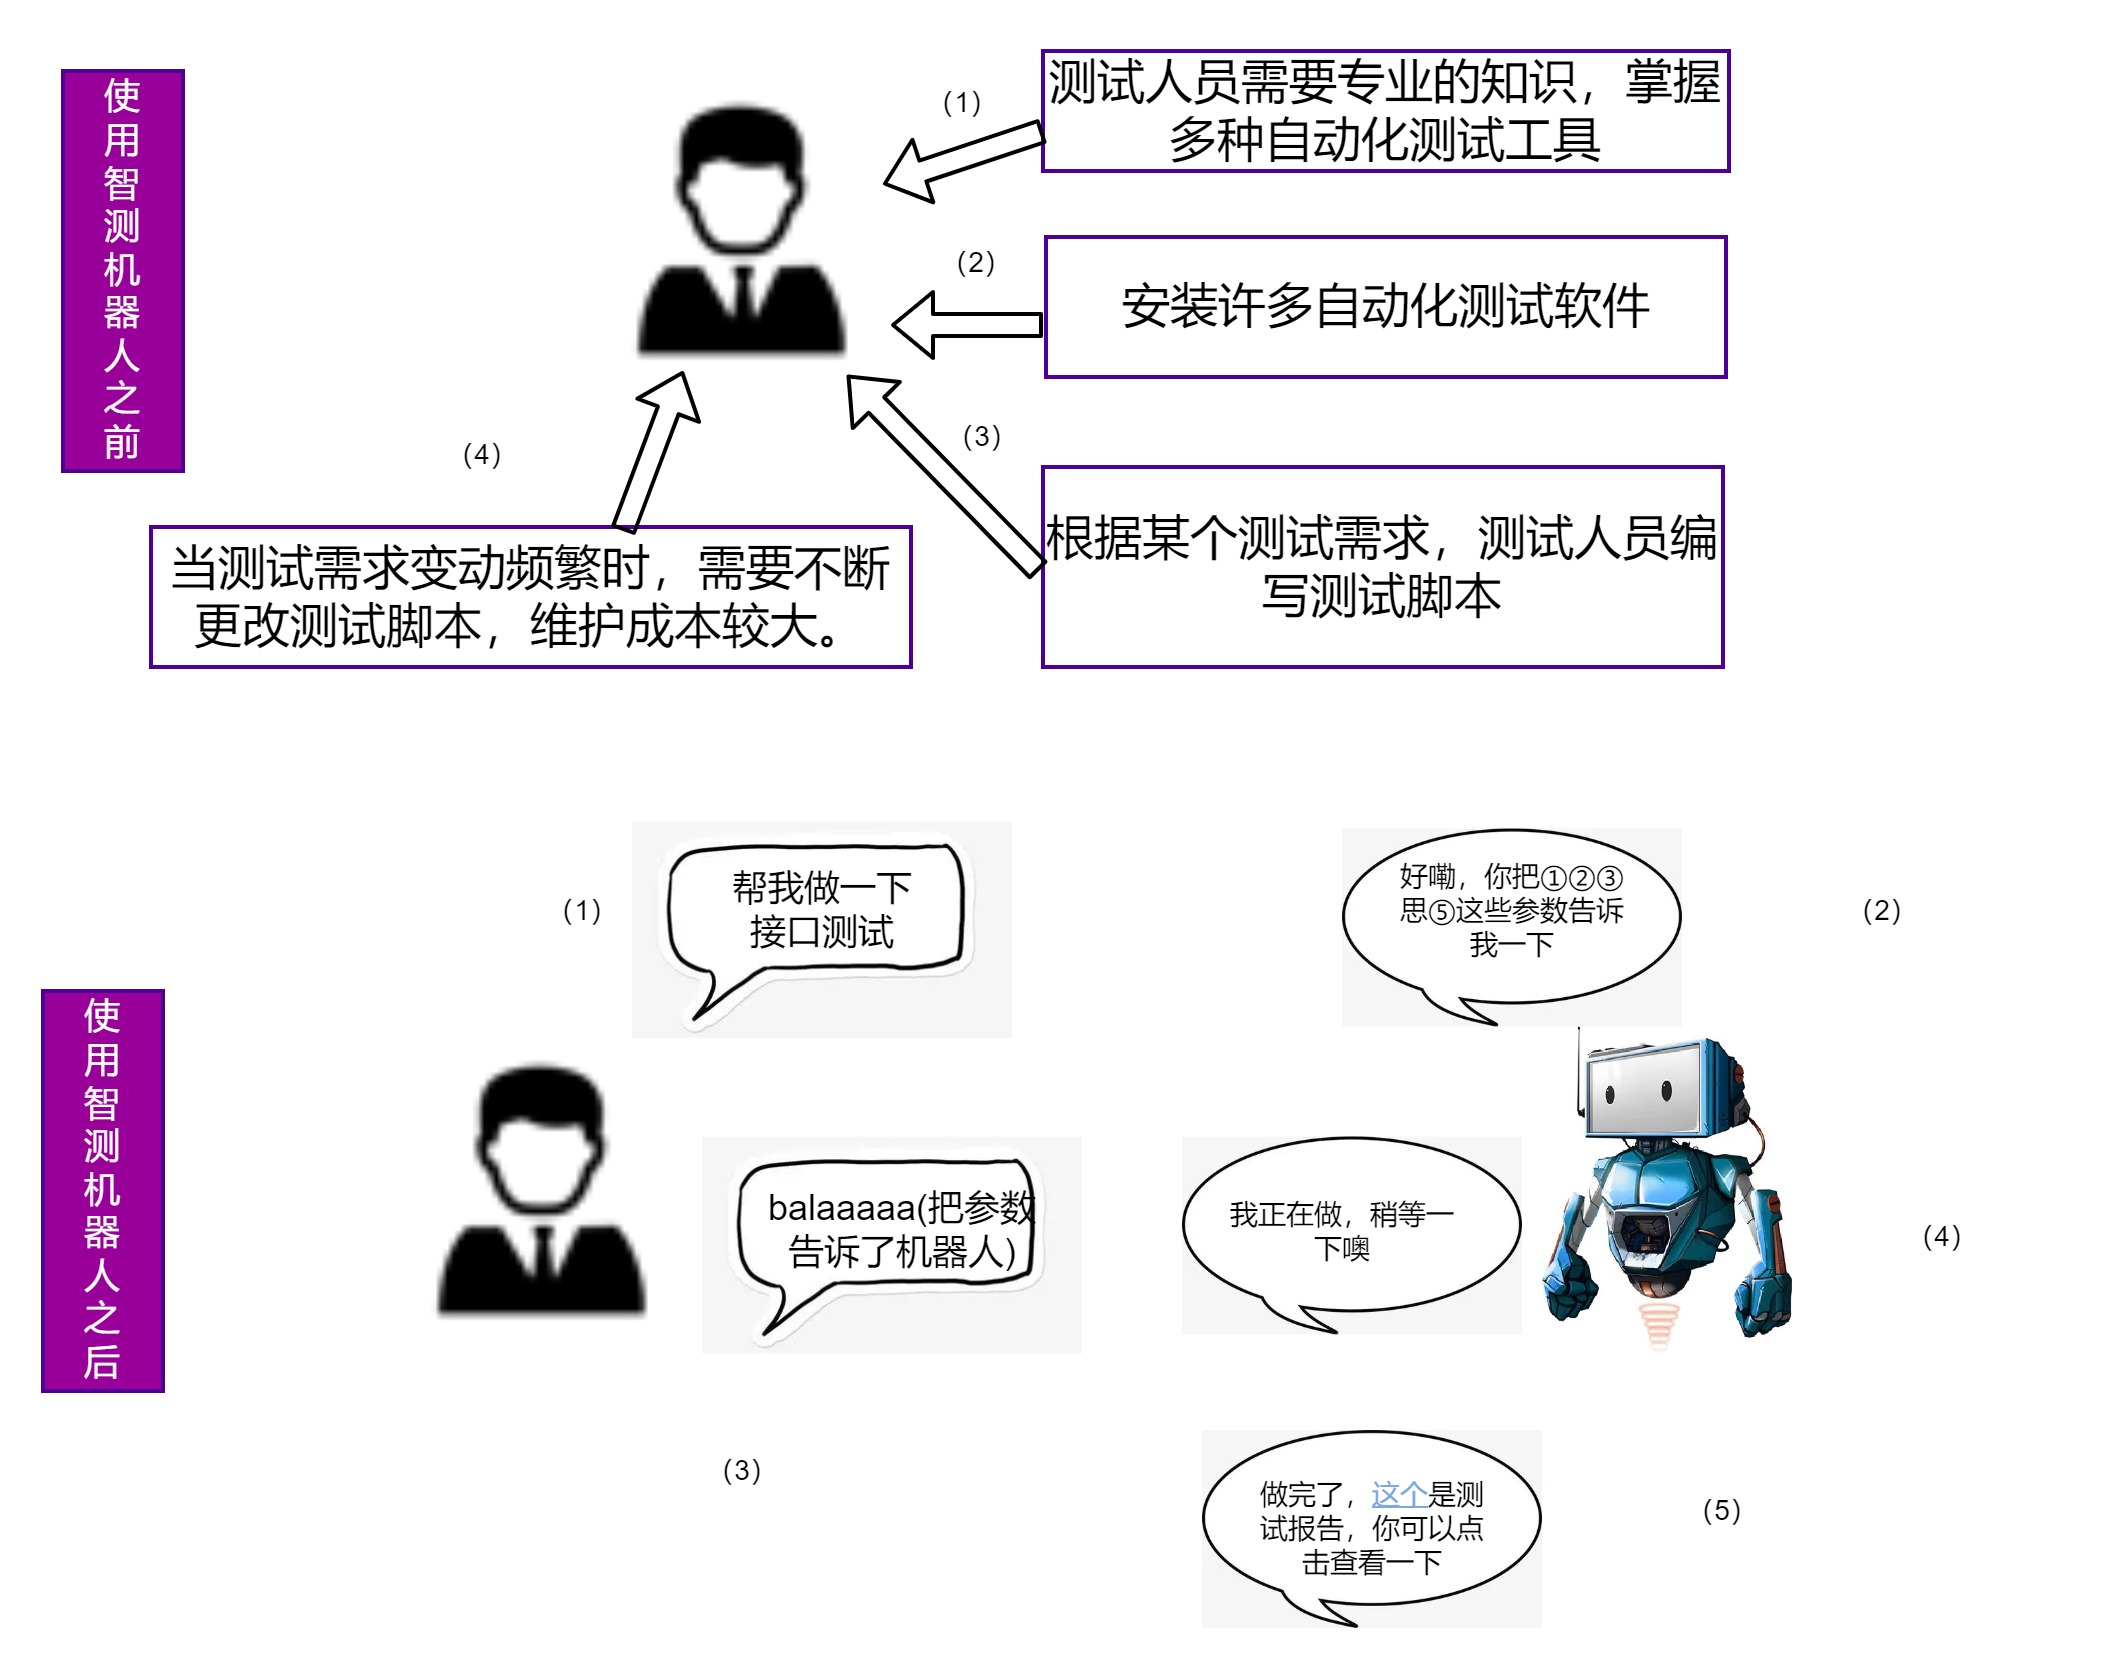 使用智测机器人之前
（1）
测试人员需要专业的知识，掌握
多种自动化测试工具
（2）
安装许多自动化测试软件
（3）
根据某个测试需求，测试人员编
写测试脚本
（4）
当测试需求变动频繁时，需要不断
更改测试脚本，维护成本较大。
使用智测机器人之后
（1）
帮我做一下
接口测试
（2）
好嘞，你把①②③
思⑤这些参数告诉
我一下
（3）
balaaaaa(把参数
告诉了机器人)
（4）
我正在做，稍等一
下噢
（5）
做完了，这个是测
试报告，你可以点
击查看一下